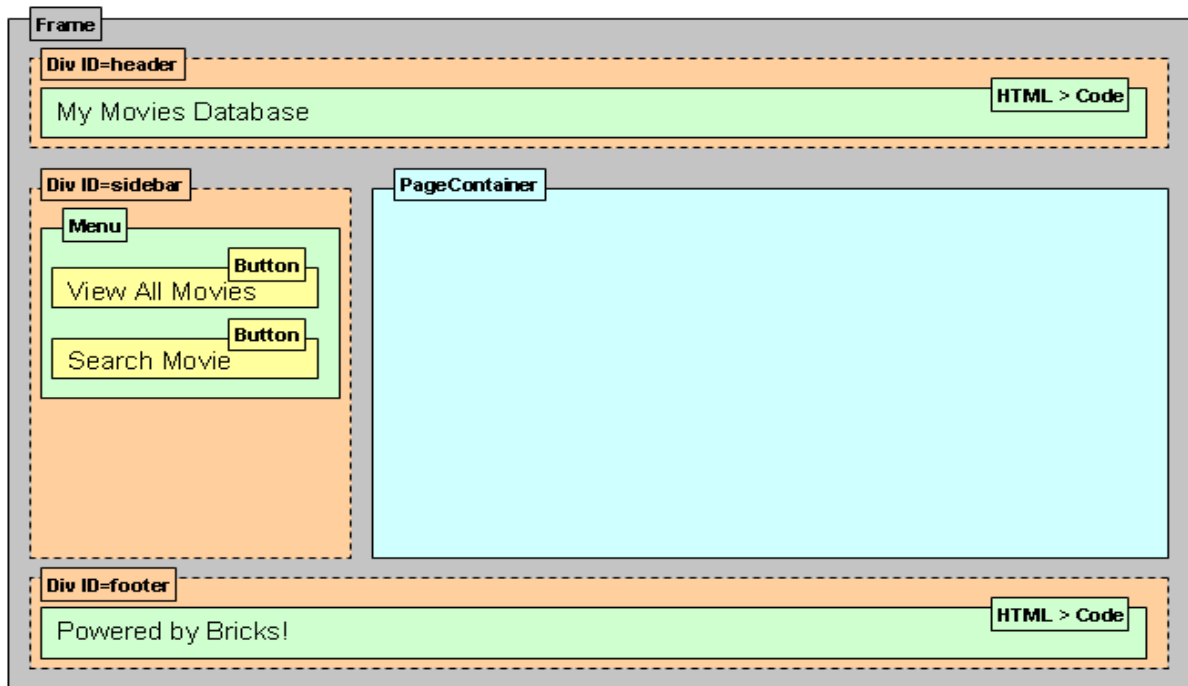 Frame
Div ID=header
HTML > Code
My Movies Database
Div ID=sidebar
Menu
Button
View All Movies
Button
Search Movie
PageContainer
Div ID=footer
HTML > Code
Powered by Bricks!